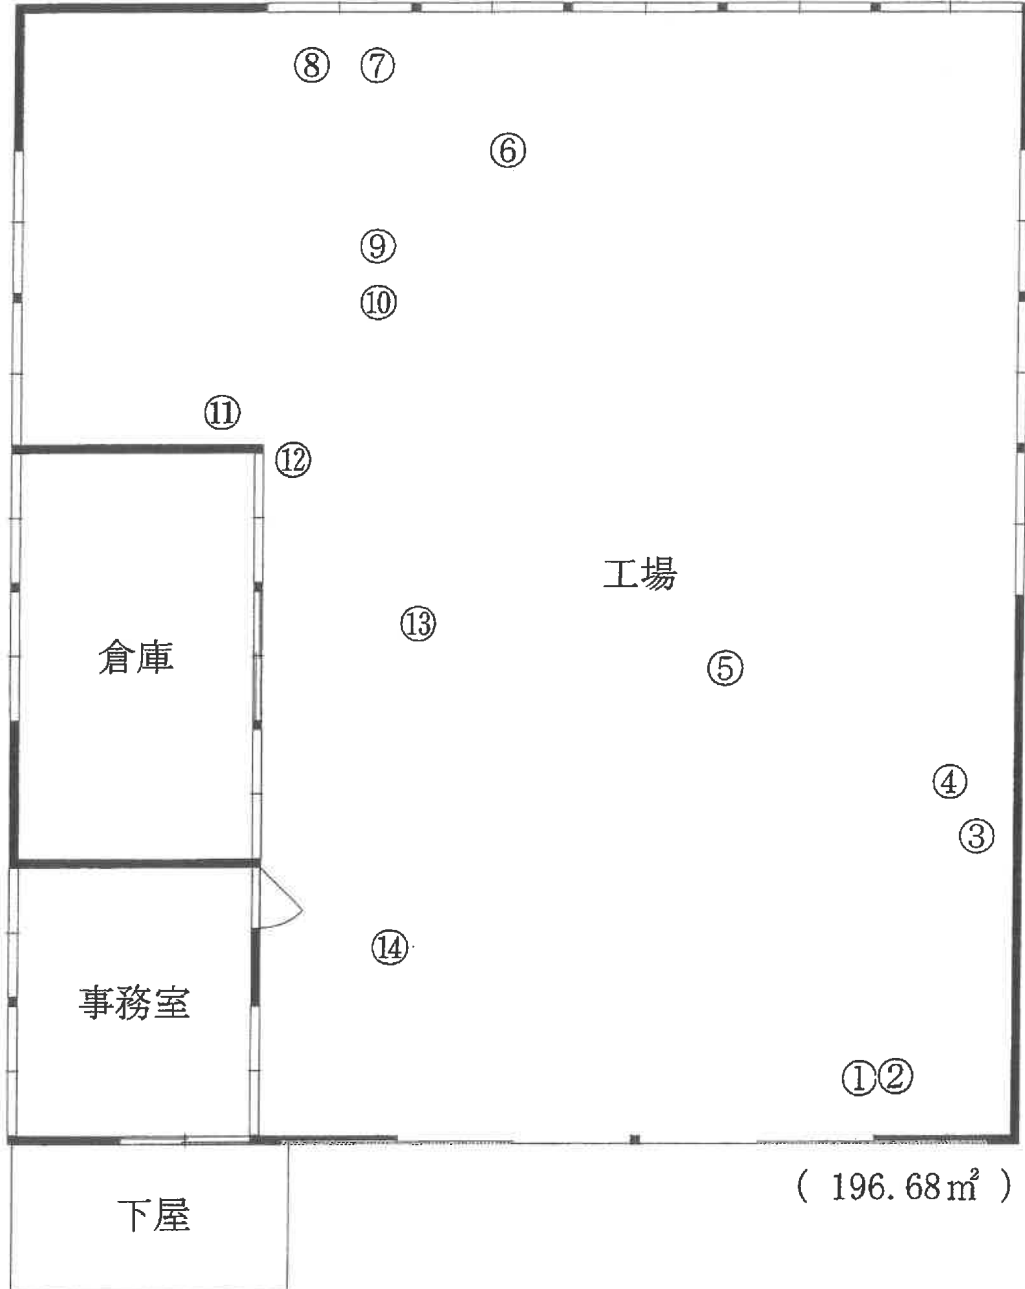 ⑧ ⑦
⑥
⑨
⑩
⑪
⑫
工場
⑬
倉庫
⑤
④
③
⑭
事務室
①②
( 196.68㎡ )
下屋